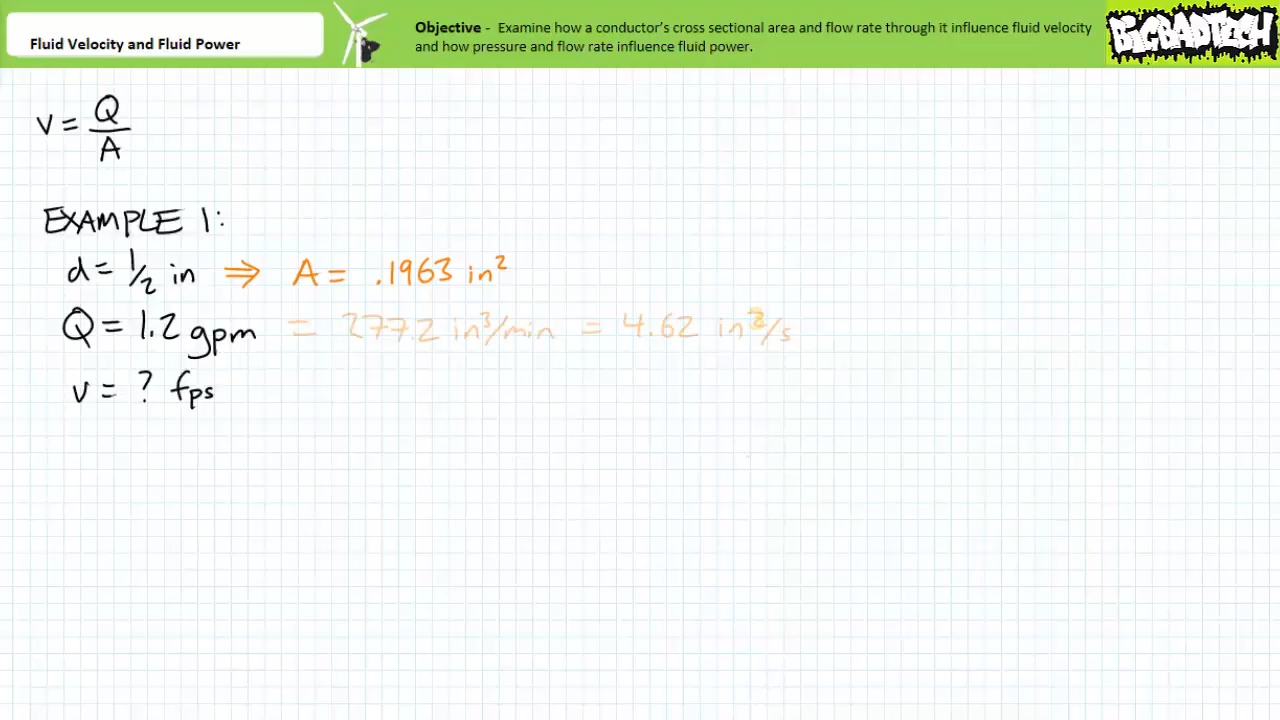 Fluid Velocity and Fluid Power
Objective - Examine how a conductor's cross sectional area and flow rate through it influence fluid velocity
and how pressure and flow rate influence fluid power.
BIGBADTECH
v = Q/A
EXAMPLE 1:
d = 1/2 in ⇒ A = .1963 in²
Q = 1.2 gpm = 277.2 in³/min = 4.62 in³/s
v = ? fps